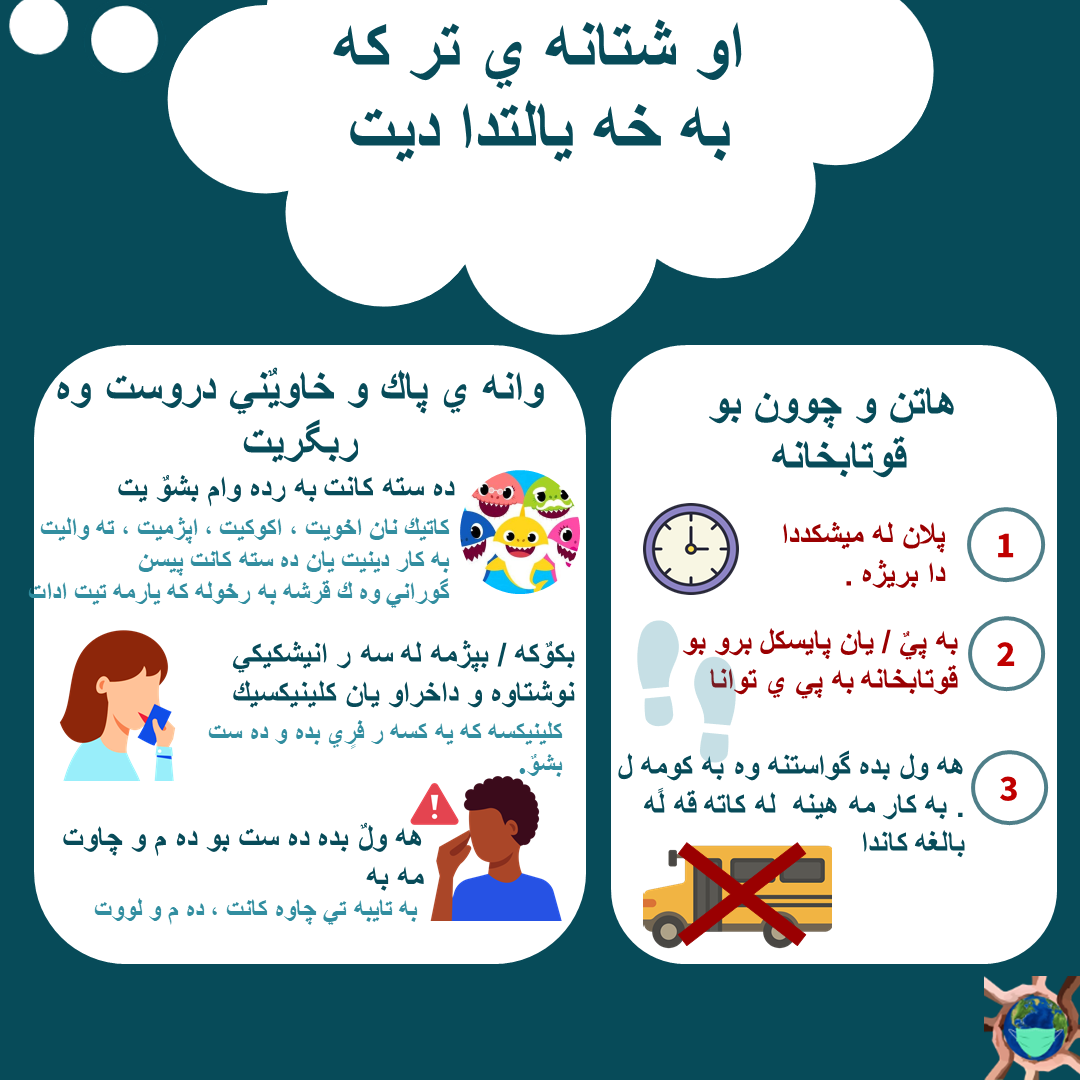 او شتانه ي تر كه
به خه يالتدا ديت
هاتن و چوون بو
قوتابخانه
1
پلان له ميشكددا
دا بريژه .
2
به پيٌ / يان پايسكل برو بو
قوتابخانه به پي ي توانا
3
هه ول بده گواستنه وه به كومه ل
. به كار مه هينه له كاته قه لًه
بالغه كاندا
وانه ي پاك و خاويٌني دروست وه
ربگريت
ده سته كانت به رده وام بشوٌ يت
كاتيك نان اخويت ، اكوكيت ، اپژميت ، ته واليت
به كار دينيت يان ده سته كانت پيسن
گوراني وه ك قرشه به رخوله كه يارمه تيت ادات
بكوٌكه / بپژمه له سه ر انيشكيكي
نوشتاوه و داخراو يان كلينيكسيك
كلينيكسه كه يه كسه ر فرٍي بده و ده ست
بشوٌ.
هه ولٌ بده ده ست بو ده م و چاوت
مه به
به تايبه تي چاوه كانت ، ده م و لووت